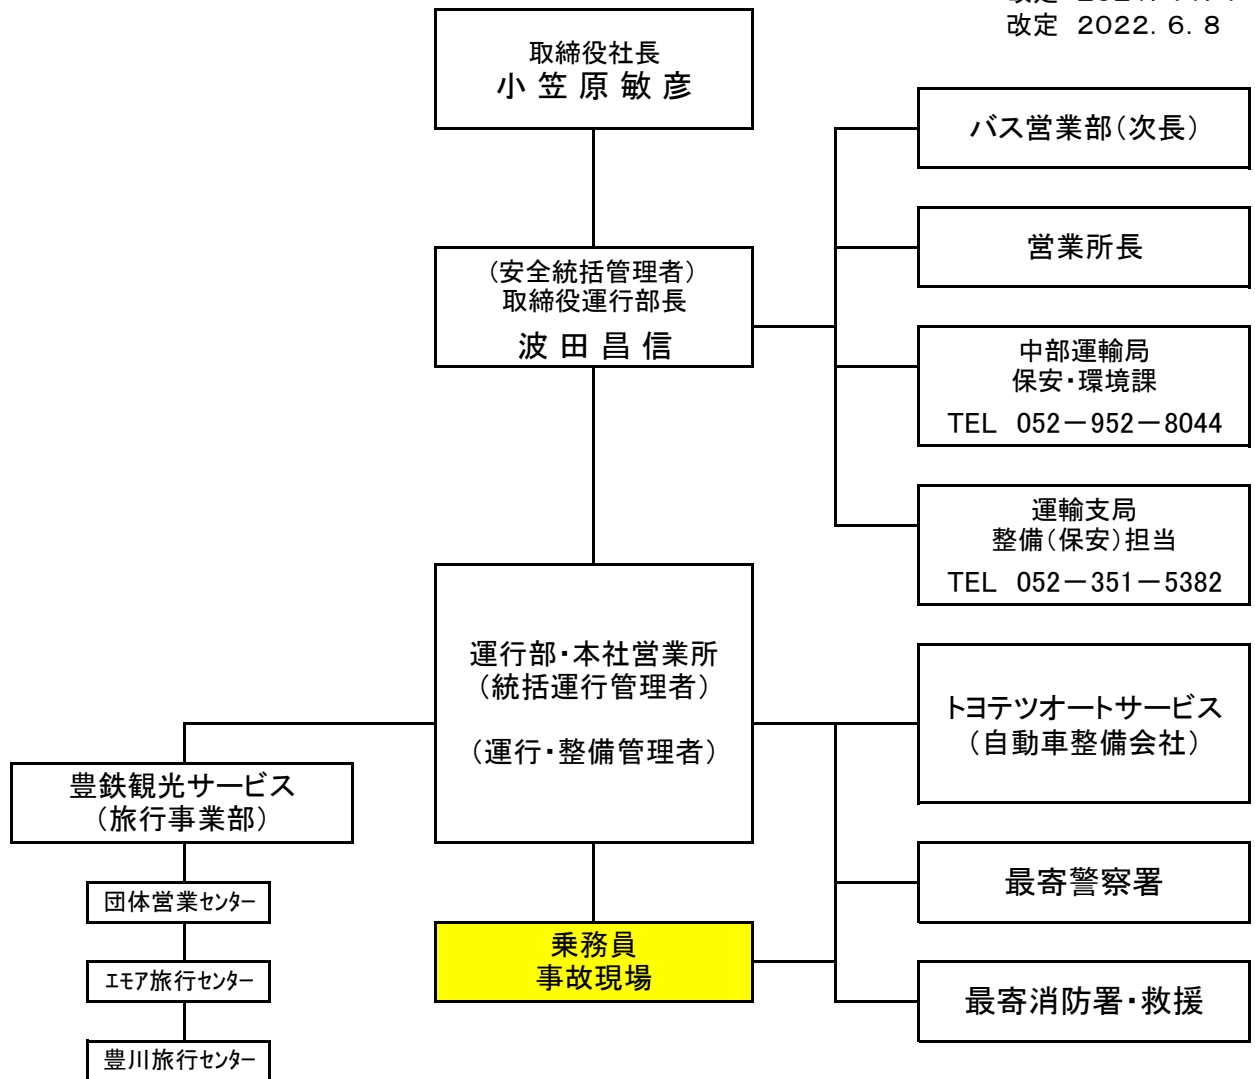 改定 2022. 6. 8
取締役社長
小笠原敏彦
バス営業部(次長)
営業所長
(安全統括管理者)
取締役運行部長
波田昌信
中部運輸局
保安・環境課
TEL 052-952-8044
運輸支局
整備(保安)担当
TEL 052-351-5382
運行部・本社営業所
(統括運行管理者)
(運行・整備管理者)
トヨテツオートサービス
(自動車整備会社)
豊鉄観光サービス
(旅行事業部)
団体営業センター
エモア旅行センター
豊川旅行センター
乗務員
事故現場
最寄警察署
最寄消防署・救援